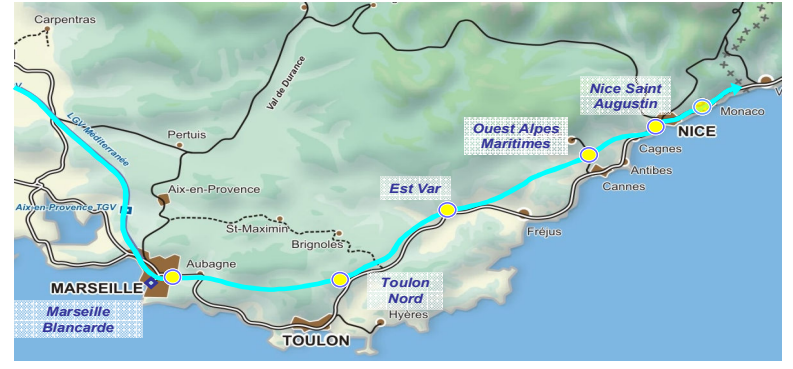 Carpentras
Val de Durance
V
LGV Méditerranée
Nice Saint
Augustin
Monaco
V
NICE
Ouest Alpes
Maritimes
Cagnes
Pertuis
Antibes
Cannes
Aix-en-Provence
Est Var
Aix-en-Provence TGV
St-Maximin
Brignoles
Fréjus
Aubagne
MARSEILLE
Toulon
Nord
Marseille
Blancarde
Hyères
TOULON